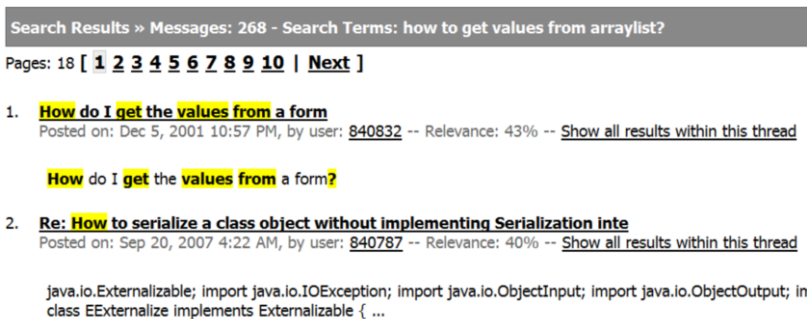 Search Results » Messages: 268 - Search Terms: how to get values from arraylist?
Pages: 18 [ 1 2 3 4 5 6 7 8 9 10 | Next ]
1. How do I get the values from a form
Posted on: Dec 5, 2001 10:57 PM, by user: 840832 -- Relevance: 43% -- Show all results within this thread
How do I get the values from a form?
2. Re: How to serialize a class object without implementing Serialization inte
Posted on: Sep 20, 2007 4:22 AM, by user: 840787 -- Relevance: 40% -- Show all results within this thread
java.io.Externalizable; import java.io.IOException; import java.io.ObjectInput; import java.io.ObjectOutput;
class EExternalize implements Externalizable { ...